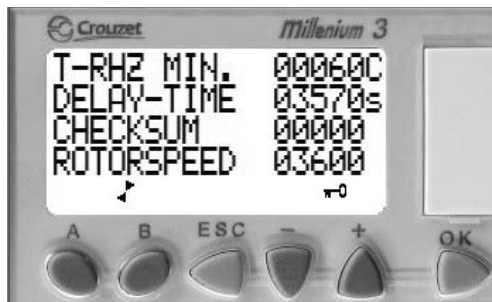 Crouzet Millenium 3
T-RHZ MIN. 00060C
DELAY-TIME 03570s
CHECKSUM 00000
ROTORSPEED 03600
A B ESC - + OK